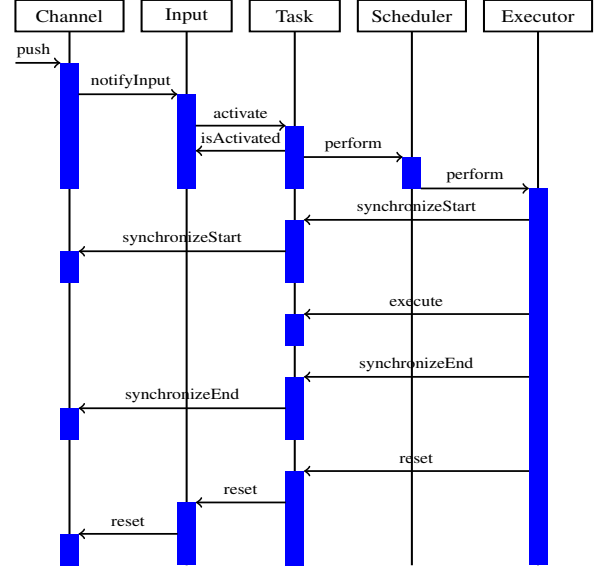 Channel Input Task Scheduler Executor
push
notifyInput
activate
isActivated
perform
perform
synchronizeStart
synchronizeStart
execute
synchronizeEnd
synchronizeEnd
reset
reset
reset